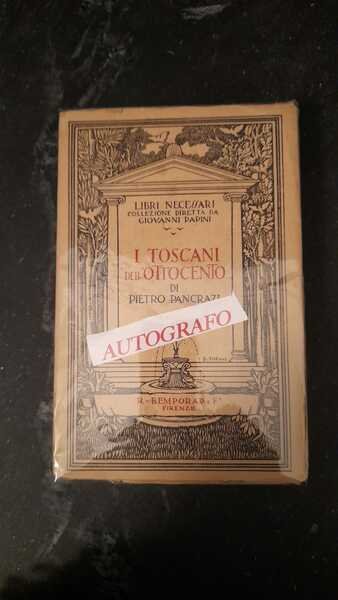 LIBRI NECESSARI
COLLEZIONE DIRETTA DA
GIOVANNI PAPINI
I TOSCANI
DELL'OTTOCENTO
DI
PIETRO PANCRAZI
AUTOGRAFO
R. BEMPORAD & F.º
FIRENZE